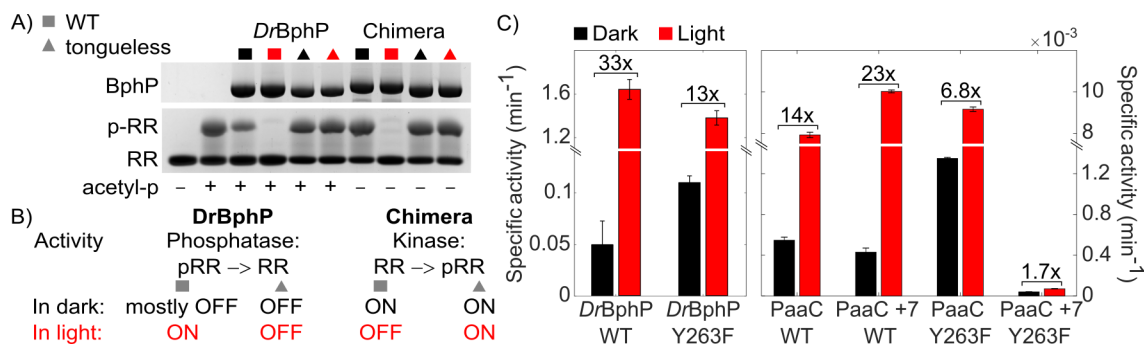 A)
WT
tongueless
DrBphP Chimera
BphP
p-RR
RR
acetyl-p – + + + + + – – – –
B) DrBphP Chimera
Activity Phosphatase: Kinase:
pRR –> RR RR –> pRR
In dark: mostly OFF OFF ON ON
In light: ON OFF OFF ON
C) Dark Light
×10⁻³
Specific activity (min⁻¹)
1.6
1.2
0.1
0.05
0
33x
13x
14x
23x
6.8x
1.7x
10
8
1.2
0.8
0.4
0
Specific activity (min⁻¹)
DrBphP DrBphP PaaC PaaC +7 PaaC PaaC +7
WT Y263F WT WT Y263F Y263F